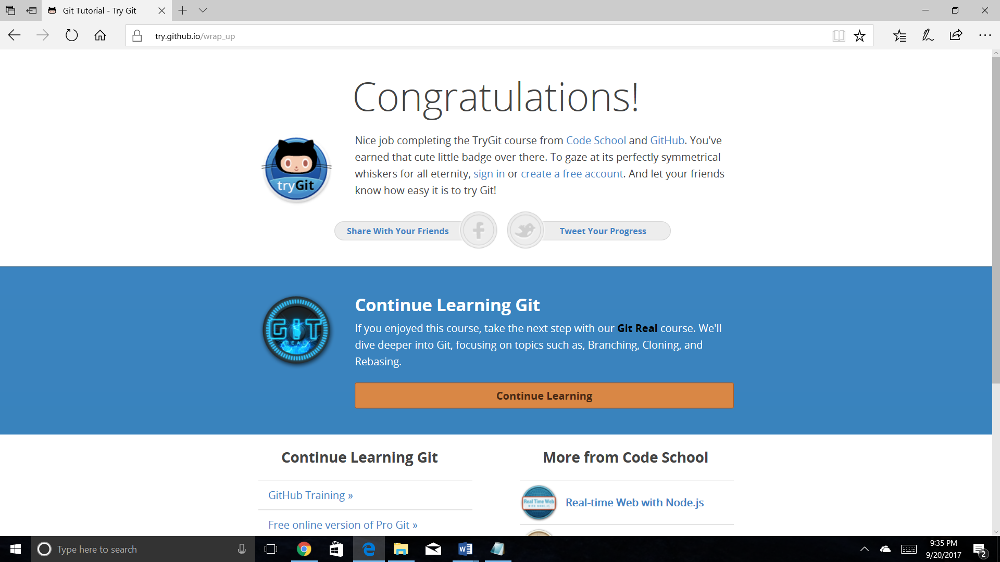 Git Tutorial - Try Git
try.github.io/wrap_up
Congratulations!
Nice job completing the TryGit course from Code School and GitHub. You've
earned that cute little badge over there. To gaze at its perfectly symmetrical
whiskers for all eternity, sign in or create a free account. And let your friends
know how easy it is to try Git!
tryGit
Share With Your Friends
Tweet Your Progress
GIT
REAL
Continue Learning Git
If you enjoyed this course, take the next step with our Git Real course. We'll
dive deeper into Git, focusing on topics such as, Branching, Cloning, and
Rebasing.
Continue Learning
Continue Learning Git
GitHub Training »
Free online version of Pro Git »
More from Code School
Real Time Web
WITH NODE.JS
Real-time Web with Node.js
Type here to search
9:35 PM
9/20/2017
2